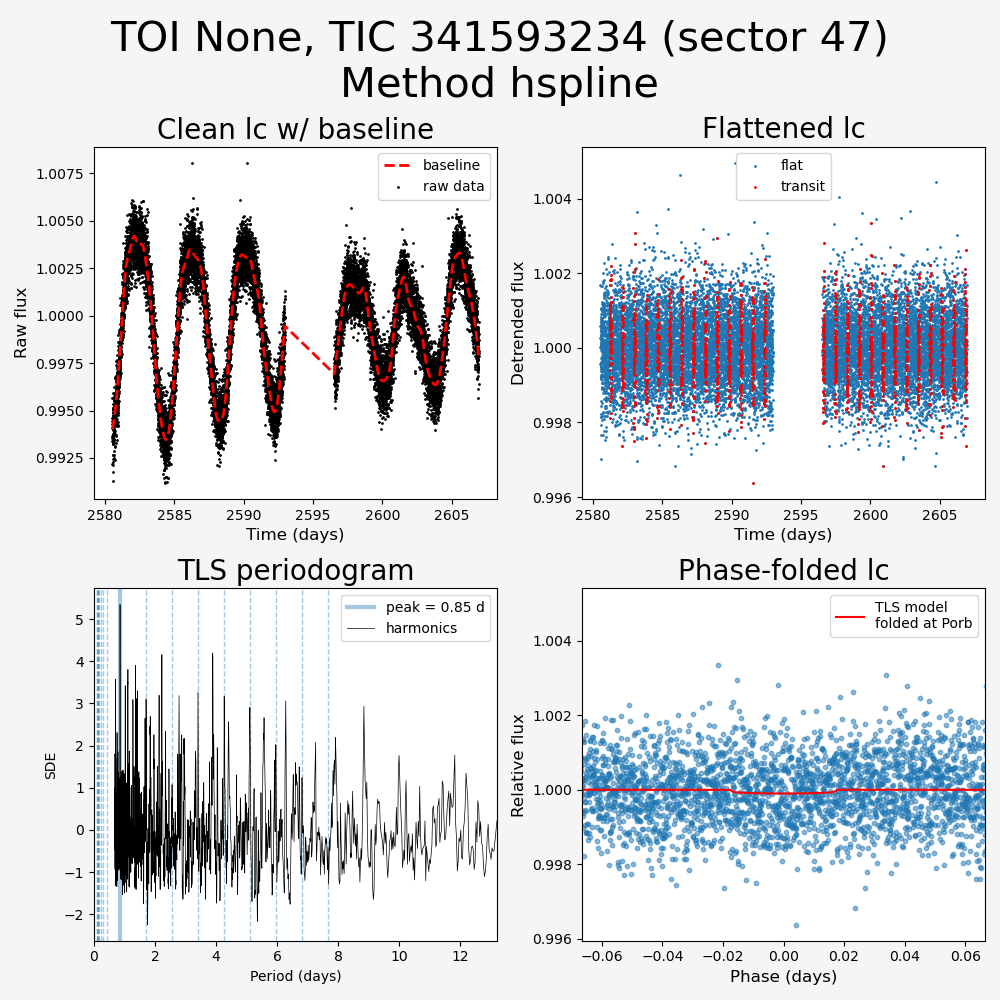 TOI None, TIC 341593234 (sector 47)
Method hspline
Clean lc w/ baseline
Raw flux
1.0075
1.0050
1.0025
1.0000
0.9975
0.9950
0.9925
baseline
raw data
2580
2585
2590
2595
2600
2605
Time (days)
Flattened lc
Detrended flux
1.004
1.002
1.000
0.998
0.996
flat
transit
2580
2585
2590
2595
2600
2605
Time (days)
TLS periodogram
SDE
5
4
3
2
1
0
−1
−2
peak = 0.85 d
harmonics
0
2
4
6
8
10
12
Period (days)
Phase-folded lc
Relative flux
1.004
1.002
1.000
0.998
0.996
TLS model
folded at Porb
−0.06
−0.04
−0.02
0.00
0.02
0.04
0.06
Phase (days)